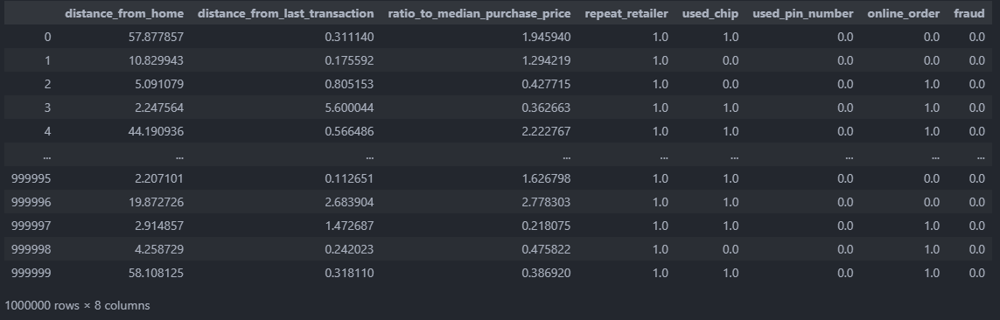 distance_from_home distance_from_last_transaction ratio_to_median_purchase_price repeat_retailer used_chip used_pin_number online_order fraud
0 57.877857 0.311140 1.945940 1.0 1.0 0.0 0.0 0.0
1 10.829943 0.175592 1.294219 1.0 0.0 0.0 0.0 0.0
2 5.091079 0.805153 0.427715 1.0 0.0 0.0 1.0 0.0
3 2.247564 5.600044 0.362663 1.0 1.0 0.0 1.0 0.0
4 44.190936 0.566486 2.222767 1.0 1.0 0.0 1.0 0.0
... ... ... ... ... ... ... ... ...
999995 2.207101 0.112651 1.626798 1.0 1.0 0.0 0.0 0.0
999996 19.872726 2.683904 2.778303 1.0 1.0 0.0 0.0 0.0
999997 2.914857 1.472687 0.218075 1.0 1.0 0.0 1.0 0.0
999998 4.258729 0.242023 0.475822 1.0 0.0 0.0 1.0 0.0
999999 58.108125 0.318110 0.386920 1.0 1.0 0.0 1.0 0.0
1000000 rows × 8 columns